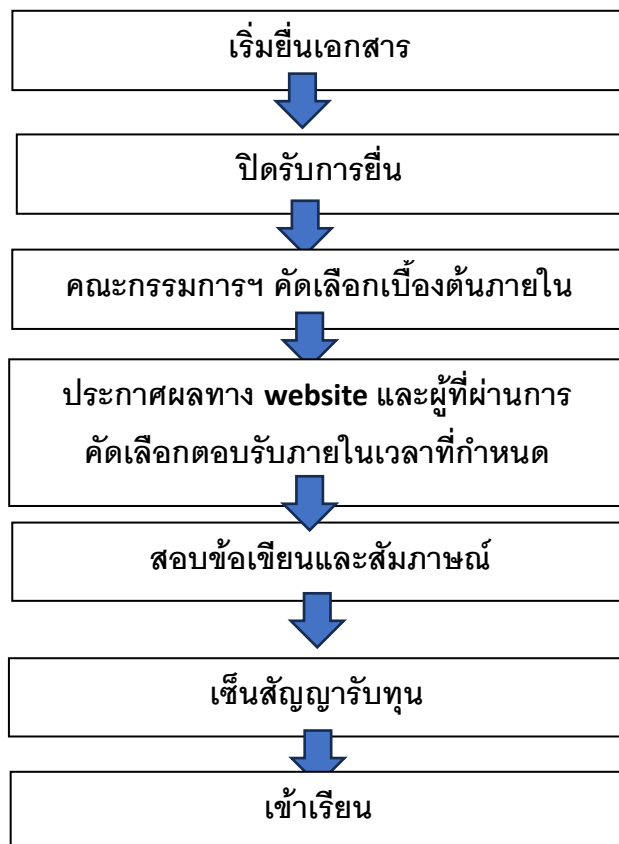 เริ่มยื่นเอกสาร
ปิดรับการยื่น
คณะกรรมการฯ คัดเลือกเบื้องต้นภายใน
ประกาศผลทาง website และผู้ที่ผ่านการ
คัดเลือกตอบรับภายในเวลาที่กำหนด
สอบข้อเขียนและสัมภาษณ์
เซ็นสัญญารับทุน
เข้าเรียน